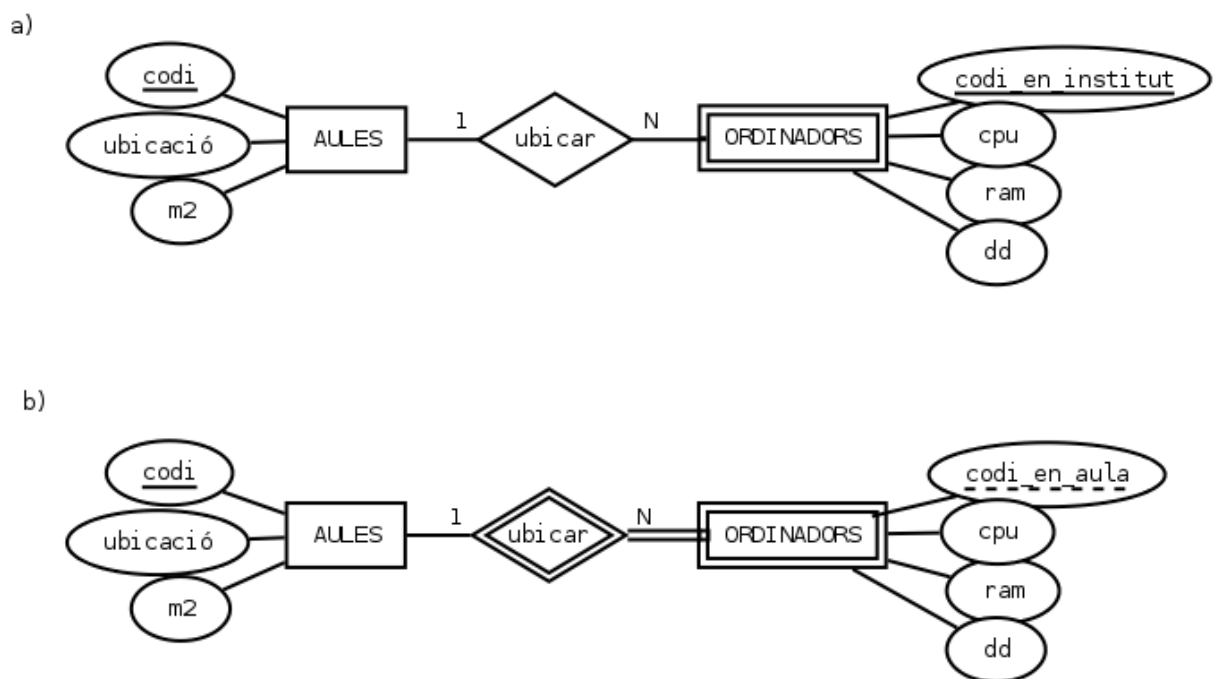 a)
codi
ubicació
m2
AULES
1
ubicar
N
ORDINADORS
codi_en_institut
cpu
ram
dd
b)
codi
ubicació
m2
AULES
1
ubicar
N
ORDINADORS
codi_en_aula
cpu
ram
dd